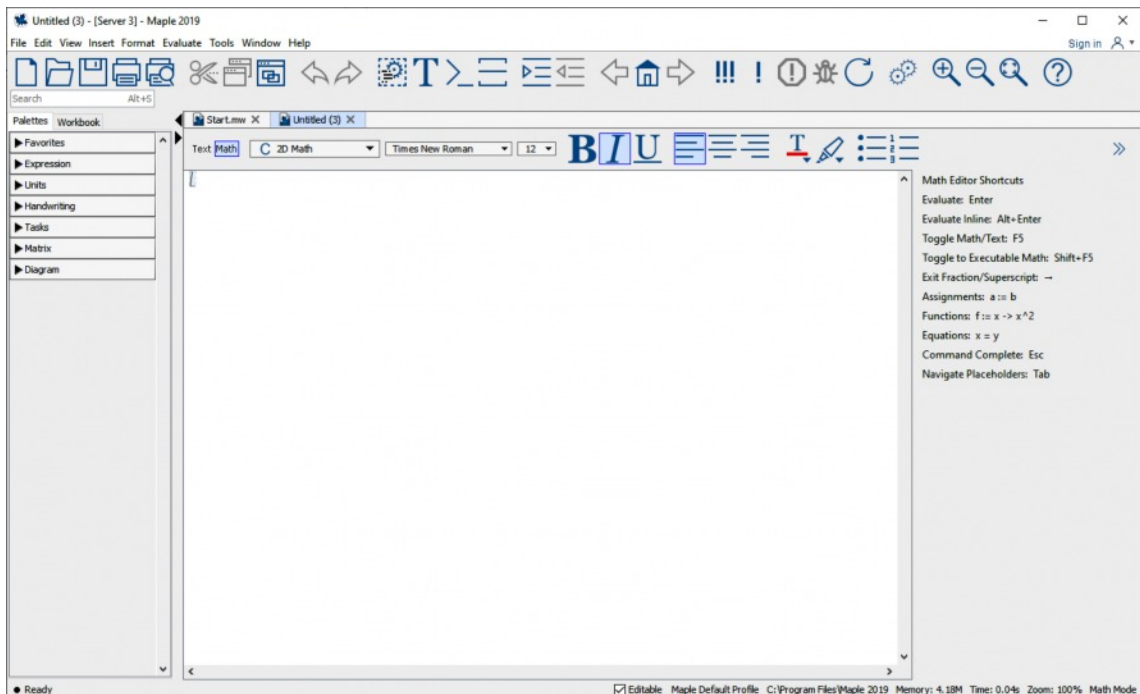 Untitled (3) - [Server 3] - Maple 2019
File Edit View Insert Format Evaluate Tools Window Help
Sign in
Search Alt+S
Palettes Workbook
Start.mw
Untitled (3)
Favorites
Expression
Units
Handwriting
Tasks
Matrix
Diagram
Text Math C 2D Math Times New Roman 12 B I U
Math Editor Shortcuts
Evaluate: Enter
Evaluate Inline: Alt+Enter
Toggle Math/Text: F5
Toggle to Executable Math: Shift+F5
Exit Fraction/Superscript: →
Assignments: a := b
Functions: f := x -> x^2
Equations: x = y
Command Complete: Esc
Navigate Placeholders: Tab
Ready
Editable Maple Default Profile C:\Program Files\Maple 2019 Memory: 4.18M Time: 0.04s Zoom: 100% Math Mode